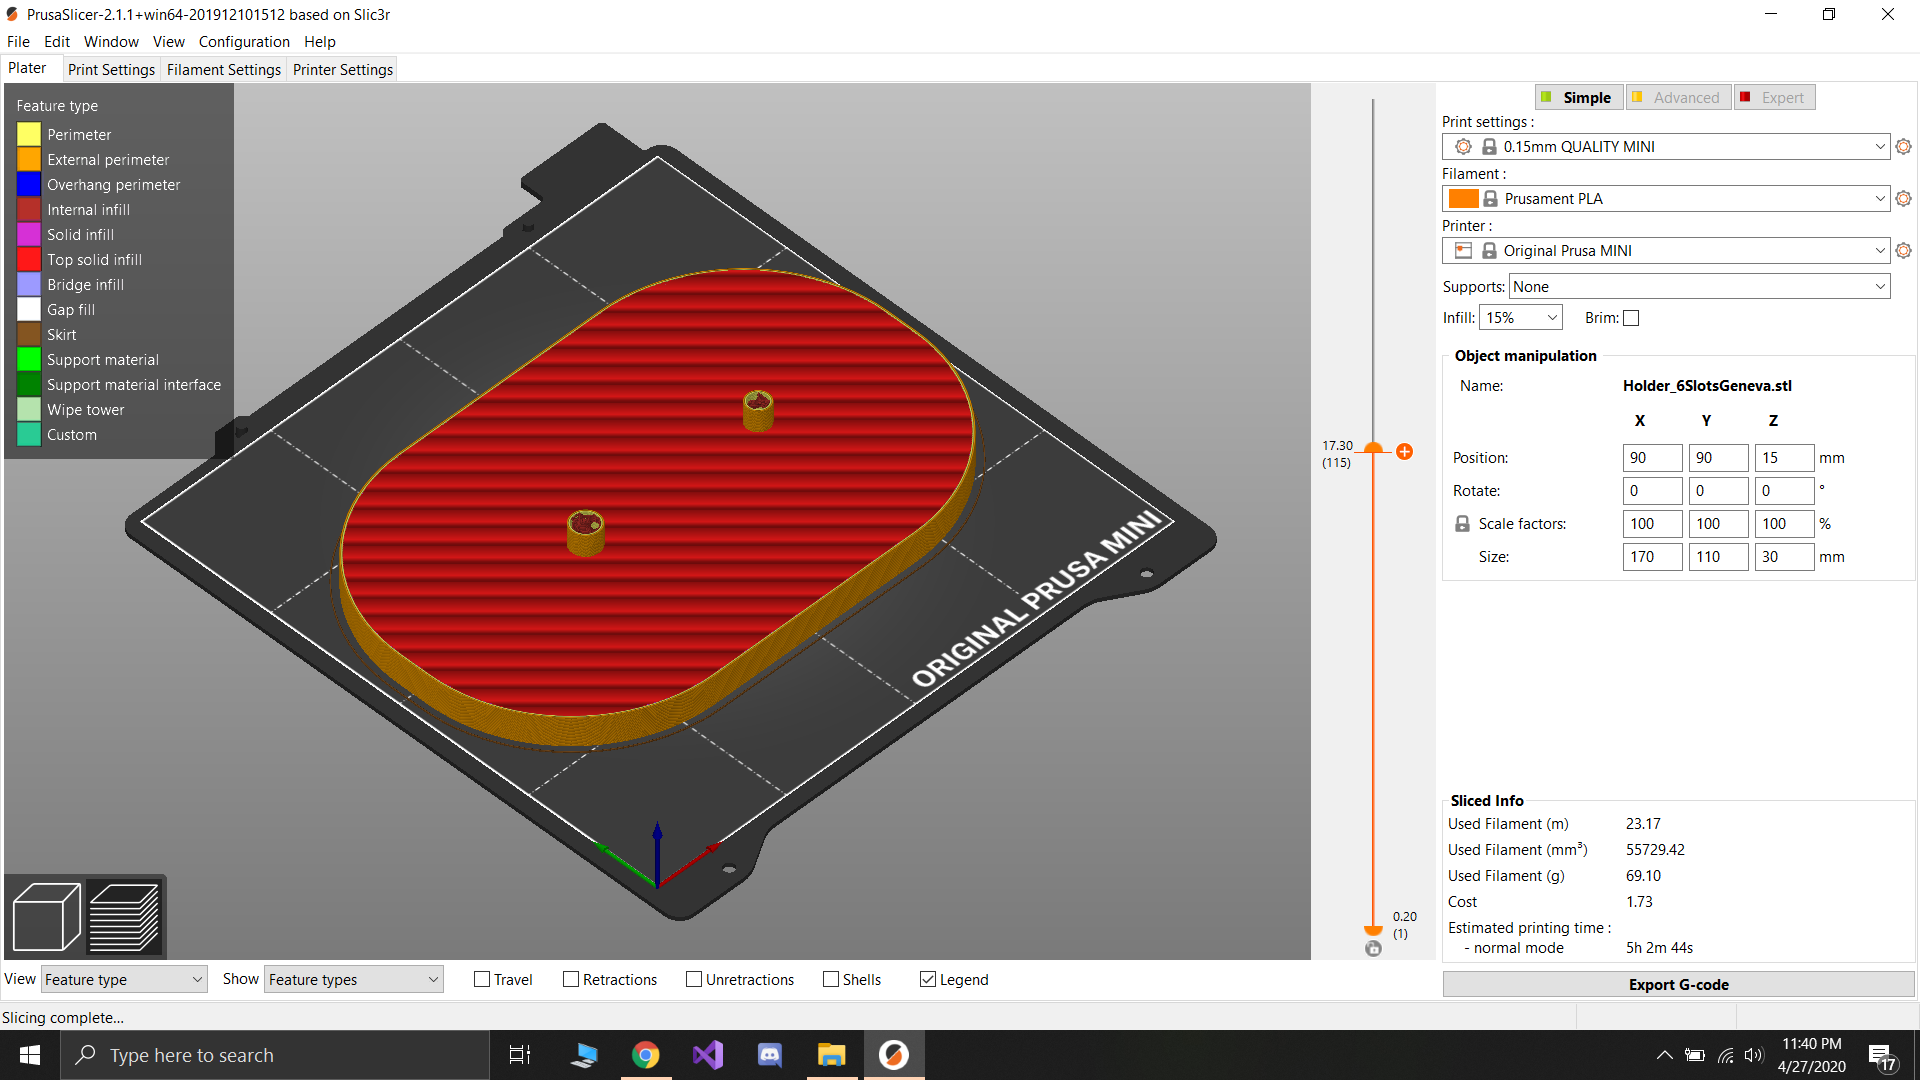 PrusaSlicer-2.1.1+win64-201912101512 based on Slic3r
File Edit Window View Configuration Help
Plater Print Settings Filament Settings Printer Settings
Feature type
Perimeter
External perimeter
Overhang perimeter
Internal infill
Solid infill
Top solid infill
Bridge infill
Gap fill
Skirt
Support material
Support material interface
Wipe tower
Custom
ORIGINAL PRUSA MINI
17.30
(115)
0.20
(1)
Simple Advanced Expert
Print settings :
0.15mm QUALITY MINI
Filament :
Prusament PLA
Printer :
Original Prusa MINI
Supports: None
Infill: 15% Brim:
Object manipulation
Name: Holder_6SlotsGeneva.stl
X Y Z
Position: 90 90 15 mm
Rotate: 0 0 0 °
Scale factors: 100 100 100 %
Size: 170 110 30 mm
Sliced Info
Used Filament (m) 23.17
Used Filament (mm³) 55729.42
Used Filament (g) 69.10
Cost 1.73
Estimated printing time :
- normal mode 5h 2m 44s
Export G-code
View Feature type Show Feature types Travel Retractions Unretractions Shells Legend
Slicing complete...
Type here to search
11:40 PM
4/27/2020
17